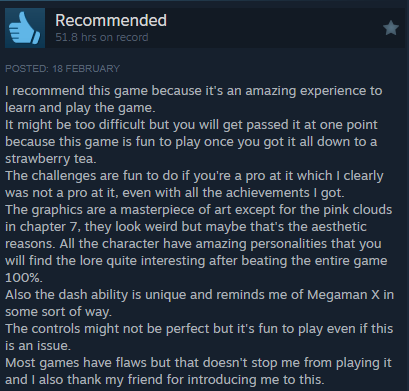 Recommended
51.8 hrs on record
POSTED: 18 FEBRUARY
I recommend this game because it's an amazing experience to
learn and play the game.
It might be too difficult but you will get passed it at one point
because this game is fun to play once you got it all down to a
strawberry tea.
The challenges are fun to do if you're a pro at it which I clearly
was not a pro at it, even with all the achievements I got.
The graphics are a masterpiece of art except for the pink clouds
in chapter 7, they look weird but maybe that's the aesthetic
reasons. All the character have amazing personalities that you
will find the lore quite interesting after beating the entire game
100%.
Also the dash ability is unique and reminds me of Megaman X in
some sort of way.
The controls might not be perfect but it's fun to play even if this
is an issue.
Most games have flaws but that doesn't stop me from playing it
and I also thank my friend for introducing me to this.